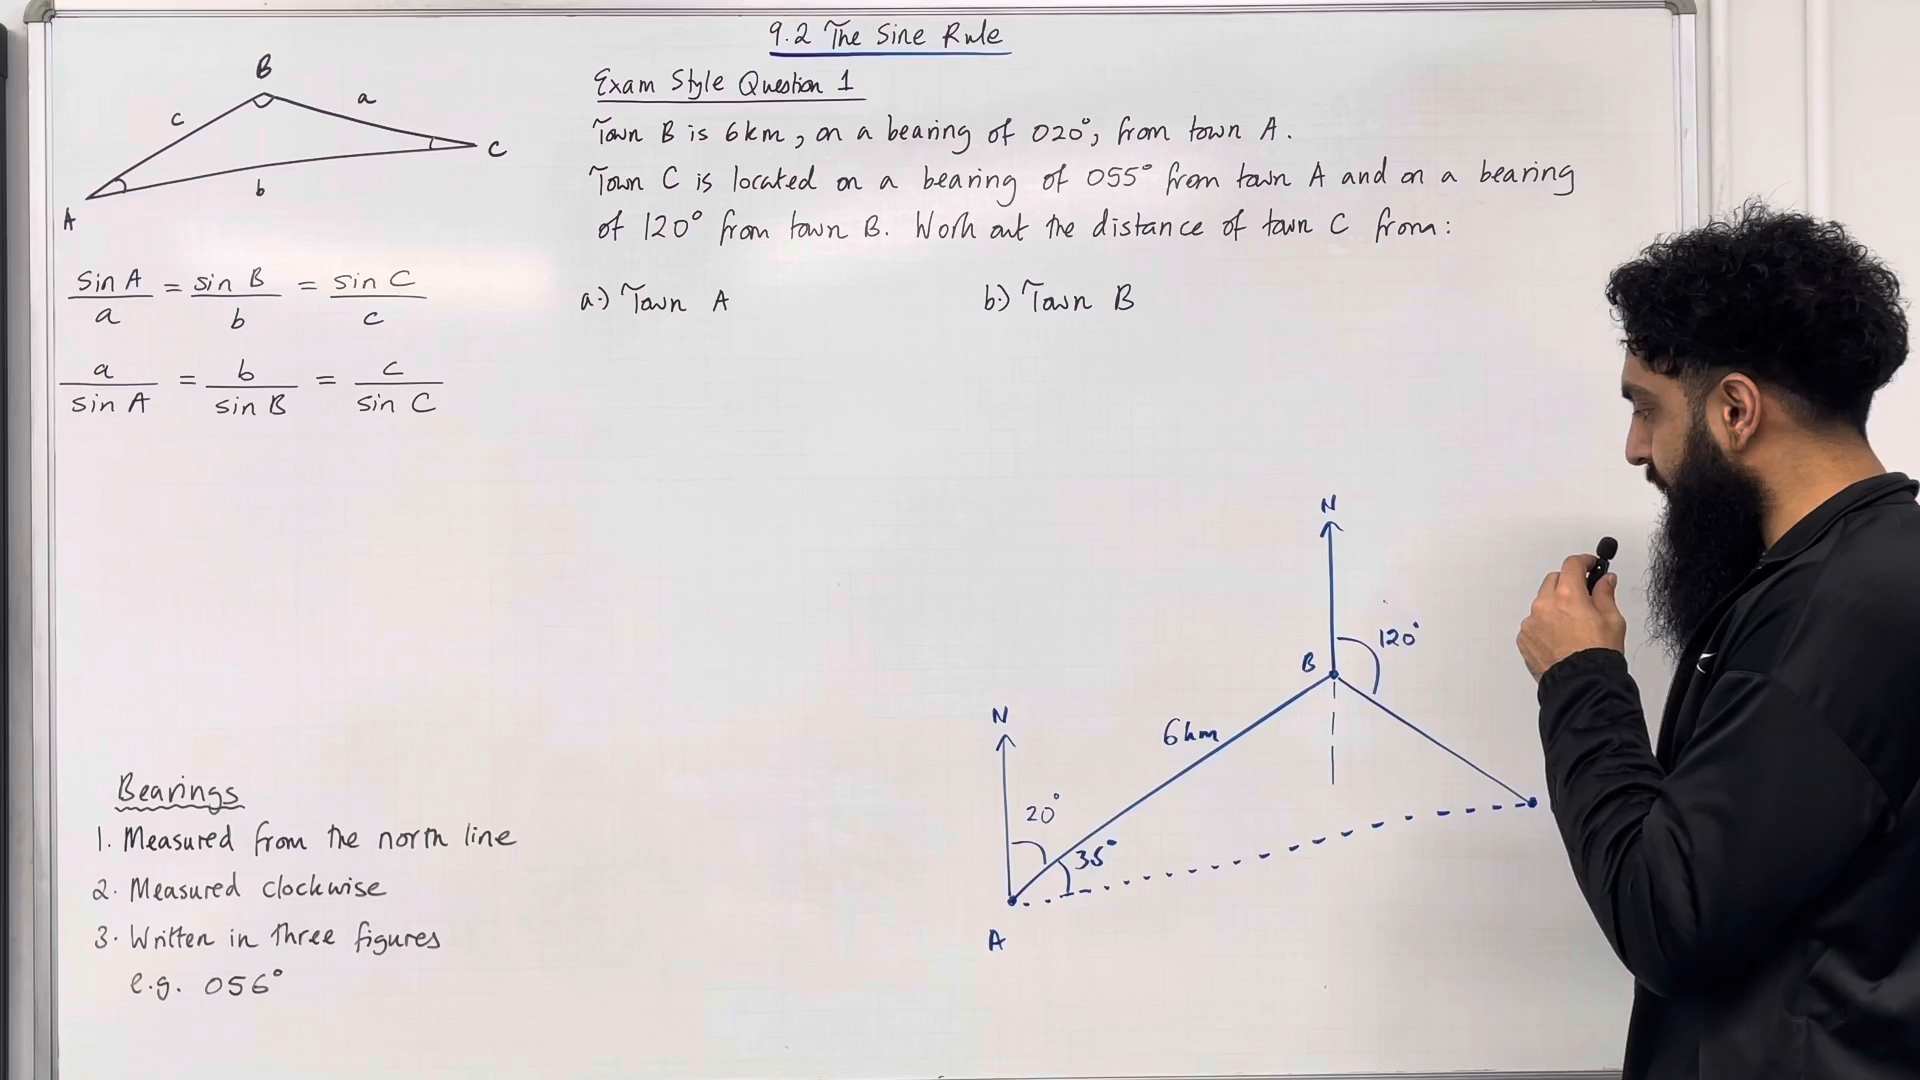 9.2 The Sine Rule
B
c
a
C
b
A
sin A / a = sin B / b = sin C / c
a / sin A = b / sin B = c / sin C
Exam Style Question 1
Town B is 6km, on a bearing of 020°, from town A.
Town C is located on a bearing of 055° from town A and on a bearing
of 120° from town B. Work out the distance of town C from:
a:) Town A
b:) Town B
N
120°
B
N
6km
20°
35°
A
Bearings
1. Measured from the north line
2. Measured clockwise
3. Written in three figures
e.g. 056°